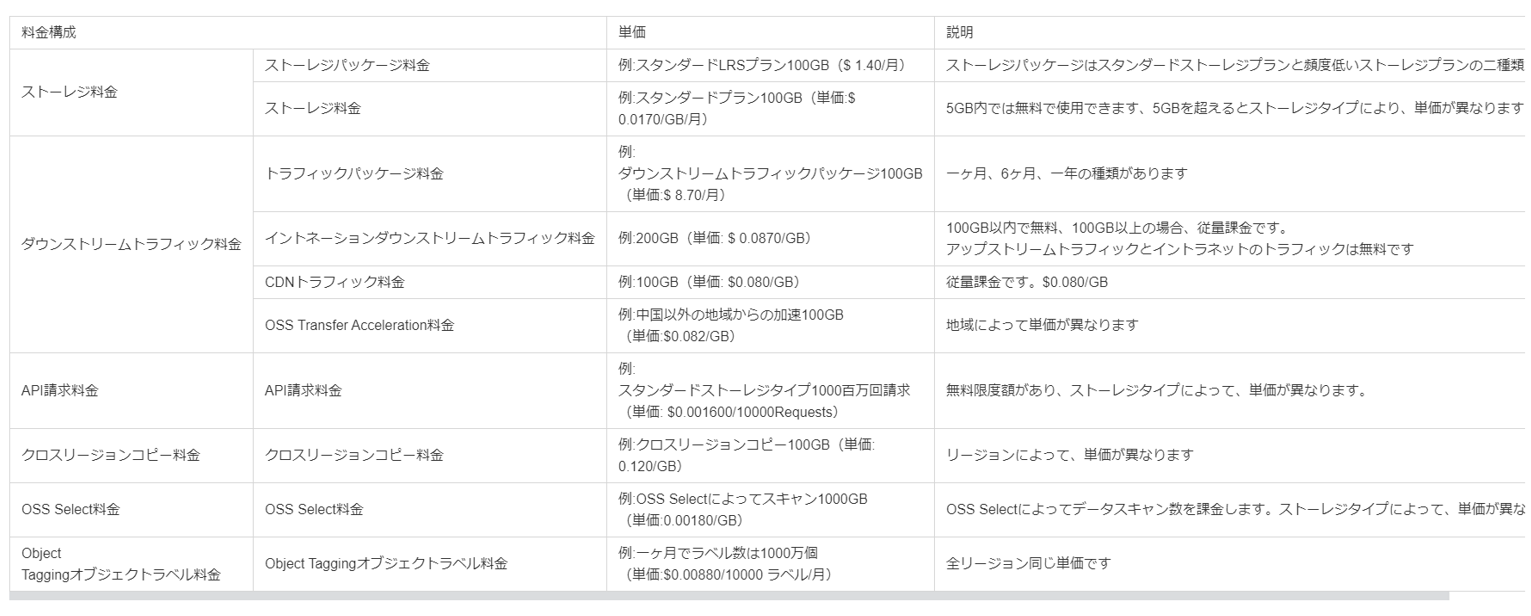 料金構成
単価
説明
ストーレジ料金
ストーレジパッケージ料金
例:スタンダードLRSプラン100GB（$ 1.40/月）
ストーレジパッケージはスタンダードストーレジプランと頻度低いストーレジプランの二種類
ストーレジ料金
例:スタンダードプラン100GB（単価:$
0.0170/GB/月）
5GB内では無料で使用できます、5GBを超えるとストーレジタイプにより、単価が異なります
ダウンストリームトラフィック料金
トラフィックパッケージ料金
例:
ダウンストリームトラフィックパッケージ100GB
（単価:$ 8.70/月）
一ヶ月、6ヶ月、一年の種類があります
イントネーションダウンストリームトラフィック料金
例:200GB（単価: $ 0.0870/GB）
100GB以内で無料、100GB以上の場合、従量課金です。
アップストリームトラフィックとイントラネットのトラフィックは無料です
CDNトラフィック料金
例:100GB（単価: $0.080/GB）
従量課金です。$0.080/GB
OSS Transfer Acceleration料金
例:中国以外の地域からの加速100GB
（単価:$0.082/GB）
地域によって単価が異なります
API請求料金
API請求料金
例:
スタンダードストーレジタイプ1000百万回請求
（単価: $0.001600/10000Requests）
無料限度額があり、ストーレジタイプによって、単価が異なります。
クロスリージョンコピー料金
クロスリージョンコピー料金
例:クロスリージョンコピー100GB（単価:
0.120/GB）
リージョンによって、単価が異なります
OSS Select料金
OSS Select料金
例:OSS Selectによってスキャン1000GB
（単価:0.00180/GB）
OSS Selectによってデータスキャン数を課金します。ストーレジタイプによって、単価が異な
Object
Taggingオブジェクトラベル料金
Object Taggingオブジェクトラベル料金
例:一ヶ月でラベル数は1000万個
（単価:$0.00880/10000 ラベル/月）
全リージョン同じ単価です